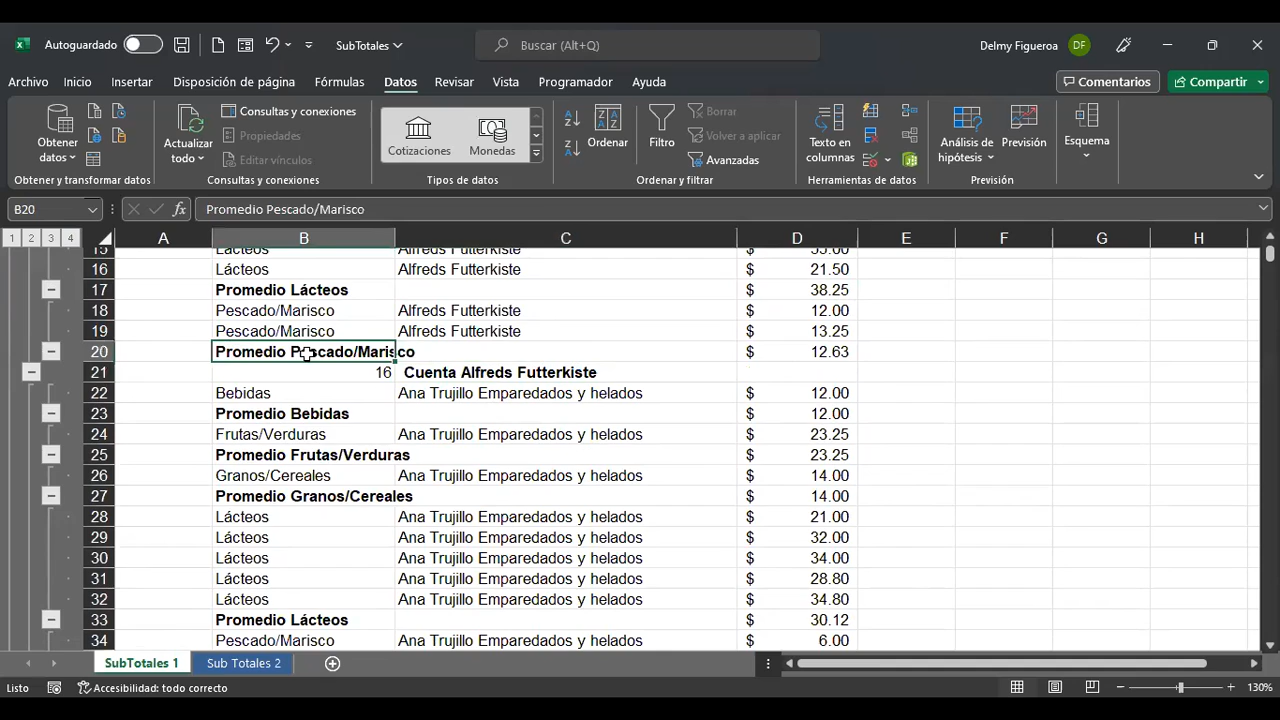 Autoguardado
SubTotales
Buscar (Alt+Q)
Delmy Figueroa
DF
Archivo Inicio Insertar Disposición de página Fórmulas Datos Revisar Vista Programador Ayuda
Comentarios
Compartir
Obtener datos
Actualizar todo
Consultas y conexiones
Propiedades
Editar vínculos
Cotizaciones
Monedas
Ordenar
Filtro
Borrar
Volver a aplicar
Avanzadas
Texto en columnas
Análisis de hipótesis
Previsión
Esquema
Obtener y transformar datos
Consultas y conexiones
Tipos de datos
Ordenar y filtrar
Herramientas de datos
Previsión
B20
fx
Promedio Pescado/Marisco
1 2 3 4
A B C D E F G H
15 Lácteos Alfreds Futterkiste $ 55.00
16 Lácteos Alfreds Futterkiste $ 21.50
17 Promedio Lácteos $ 38.25
18 Pescado/Marisco Alfreds Futterkiste $ 12.00
19 Pescado/Marisco Alfreds Futterkiste $ 13.25
20 Promedio Pescado/Marisco $ 12.63
21 16 Cuenta Alfreds Futterkiste
22 Bebidas Ana Trujillo Emparedados y helados $ 12.00
23 Promedio Bebidas $ 12.00
24 Frutas/Verduras Ana Trujillo Emparedados y helados $ 23.25
25 Promedio Frutas/Verduras $ 23.25
26 Granos/Cereales Ana Trujillo Emparedados y helados $ 14.00
27 Promedio Granos/Cereales $ 14.00
28 Lácteos Ana Trujillo Emparedados y helados $ 21.00
29 Lácteos Ana Trujillo Emparedados y helados $ 32.00
30 Lácteos Ana Trujillo Emparedados y helados $ 34.00
31 Lácteos Ana Trujillo Emparedados y helados $ 28.80
32 Lácteos Ana Trujillo Emparedados y helados $ 34.80
33 Promedio Lácteos $ 30.12
34 Pescado/Marisco Ana Trujillo Emparedados y helados $ 6.00
SubTotales 1
Sub Totales 2
Listo
Accesibilidad: todo correcto
130%